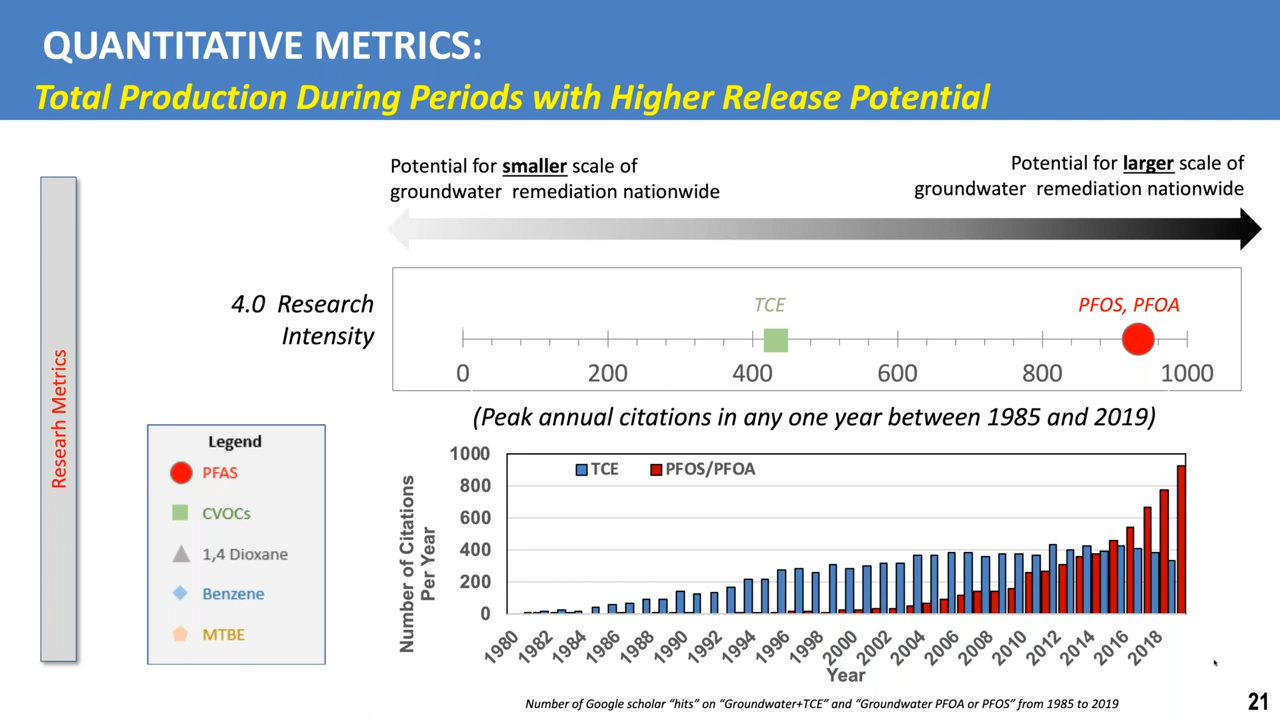 QUANTITATIVE METRICS:
Total Production During Periods with Higher Release Potential
Potential for smaller scale of
groundwater remediation nationwide
Potential for larger scale of
groundwater remediation nationwide
4.0 Research
Intensity
TCE
PFOS, PFOA
0 200 400 600 800 1000
(Peak annual citations in any one year between 1985 and 2019)
Researh Metrics
Legend
PFAS
CVOCs
1,4 Dioxane
Benzene
MTBE
Number of Citations
Per Year
1000
800
600
400
200
0
TCE PFOS/PFOA
1980 1982 1984 1986 1988 1990 1992 1994 1996 1998 2000 2002 2004 2006 2008 2010 2012 2014 2016 2018
Year
Number of Google scholar “hits” on “Groundwater+TCE” and “Groundwater PFOA or PFOS” from 1985 to 2019
21